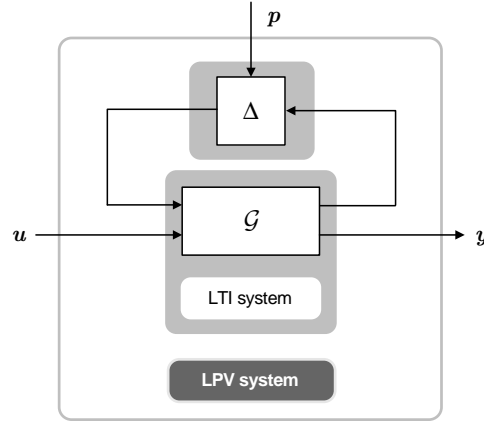 p
Δ
𝒢
u
y
LTI system
LPV system